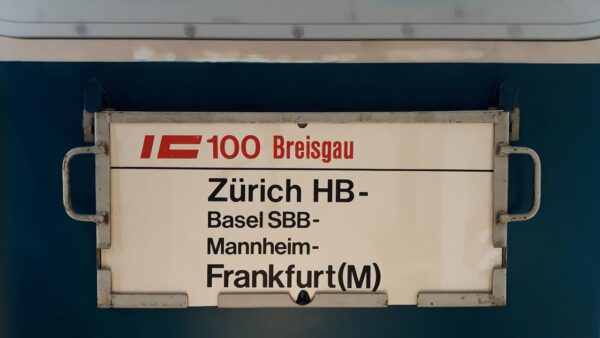 IC 100 Breisgau
Zürich HB-
Basel SBB-
Mannheim-
Frankfurt(M)